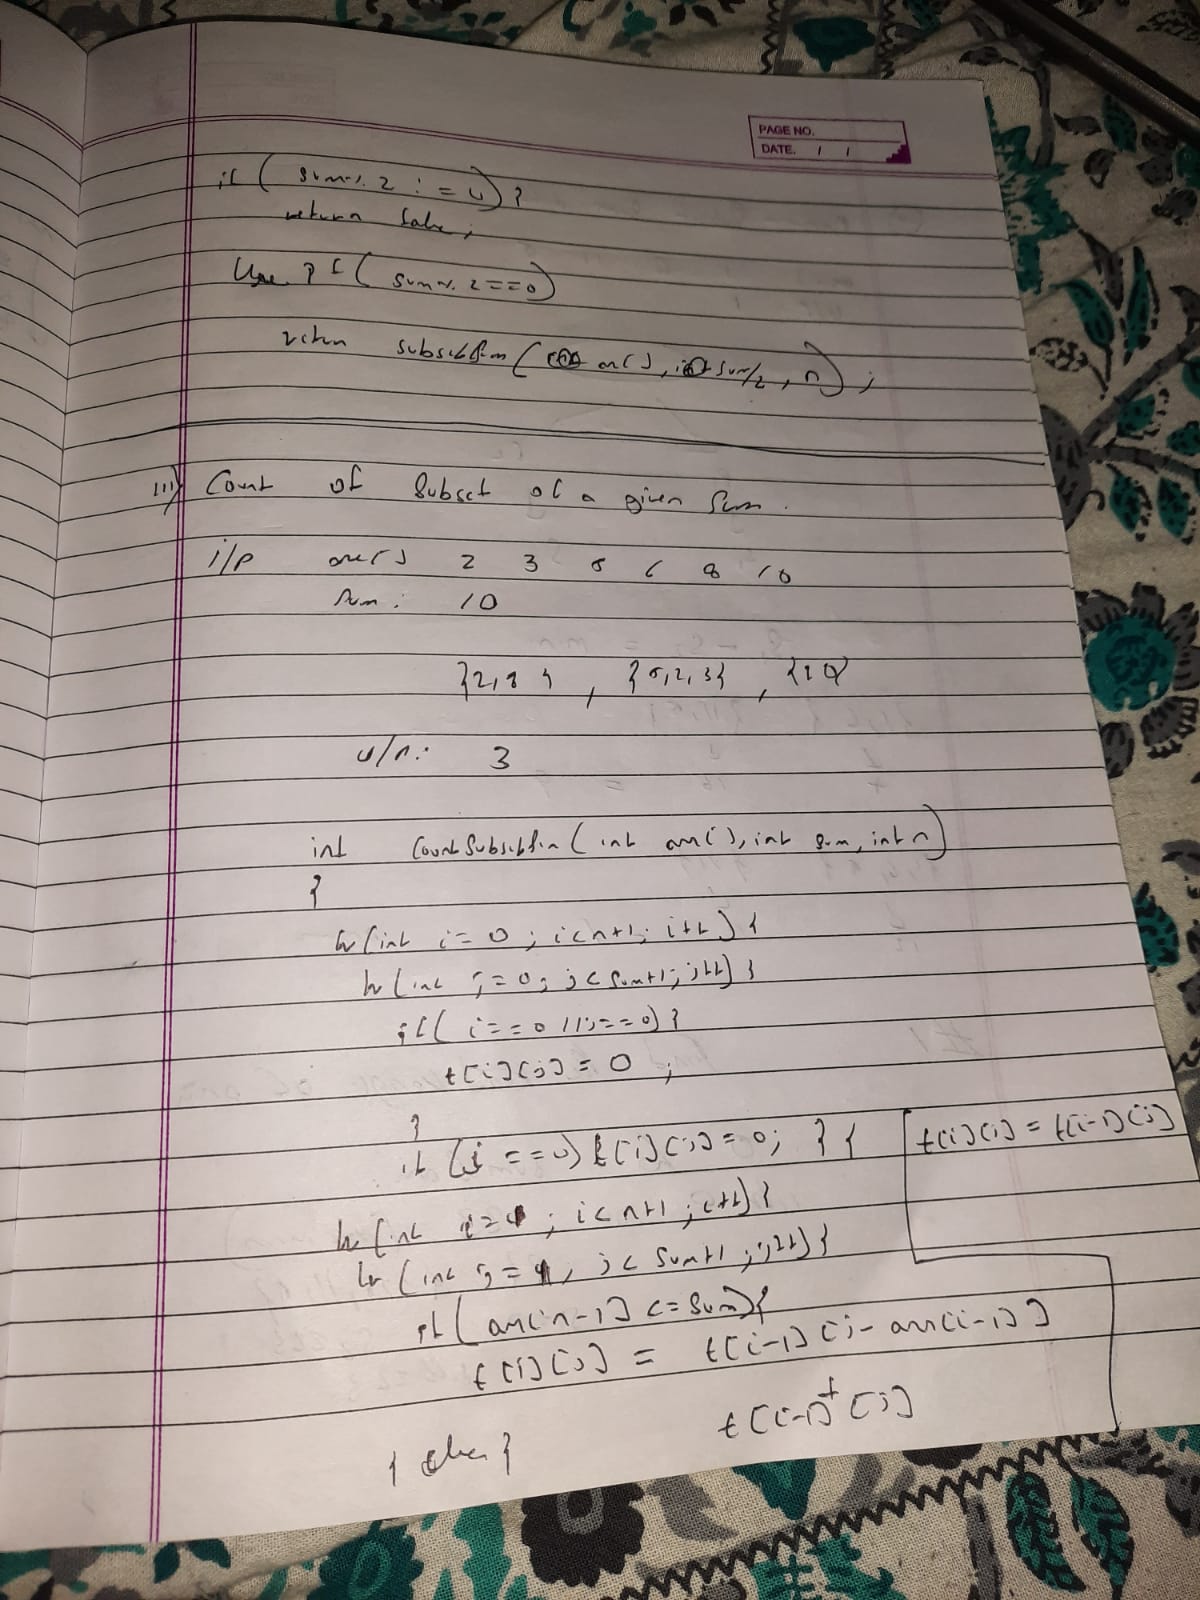 PAGE NO.
DATE. / /
if ( sum % 2 != 0) {
return false;
else if ( sum % 2 == 0)
return subsetSum ( arr[], sum/2 , n) ;
III) Count of Subset of a given Sum.
i/p arr[] 2 3 5 6 8 10
Sum : 10
{2,8} , {5,2,3} , {10}
o/p: 3
int CountSubsetSum ( int arr[], int sum, int n)
{
for (int i = 0 ; i<n+1; i++) {
for (int j = 0; j < sum+1; j++) {
if ( i == 0 || j == 0) {
t[i][j] = 0 ;
}
if (j == 0) t[i][j] = 0; } }
t[i][j] = t[i-1][j]
for (int i = 1 ; i<n+1 ; i++) {
for (int j = 1, j < sum+1 ; j++) {
if ( arr[n-1] <= sum) {
t[i][j] = t[i-1][j - arr[i-1]]
+
t[i-1][j]
} else {